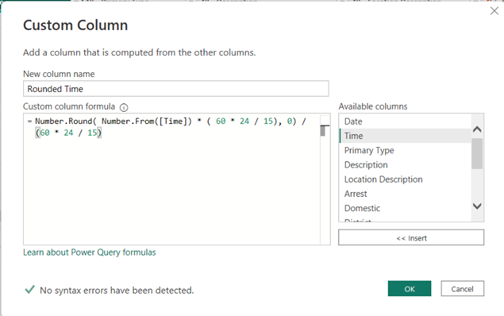 Custom Column
Add a column that is computed from the other columns.
New column name
Rounded Time
Custom column formula
Available columns
= Number.Round( Number.From([Time]) * ( 60 * 24 / 15), 0) /
(60 * 24 / 15)
Date
Time
Primary Type
Description
Location Description
Arrest
Domestic
<< Insert
Learn about Power Query formulas
No syntax errors have been detected.
OK
Cancel